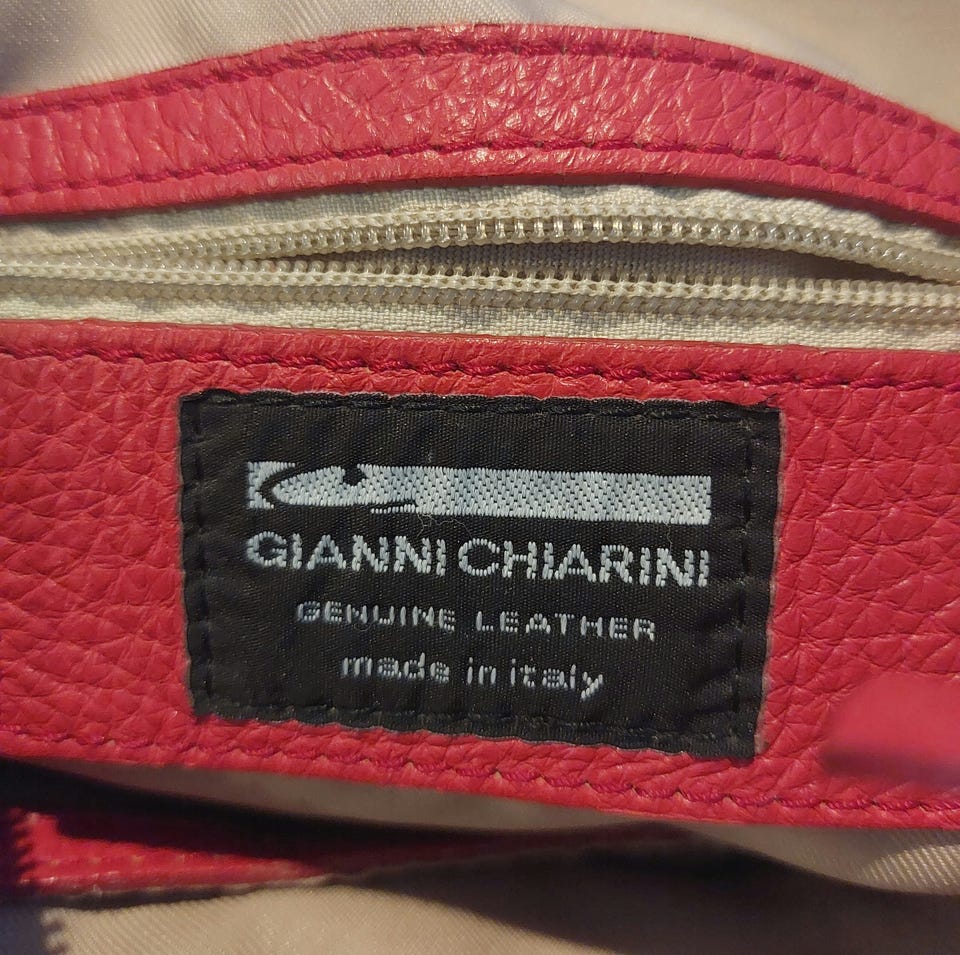 GIANNI CHIARINI
GENUINE LEATHER
made in italy